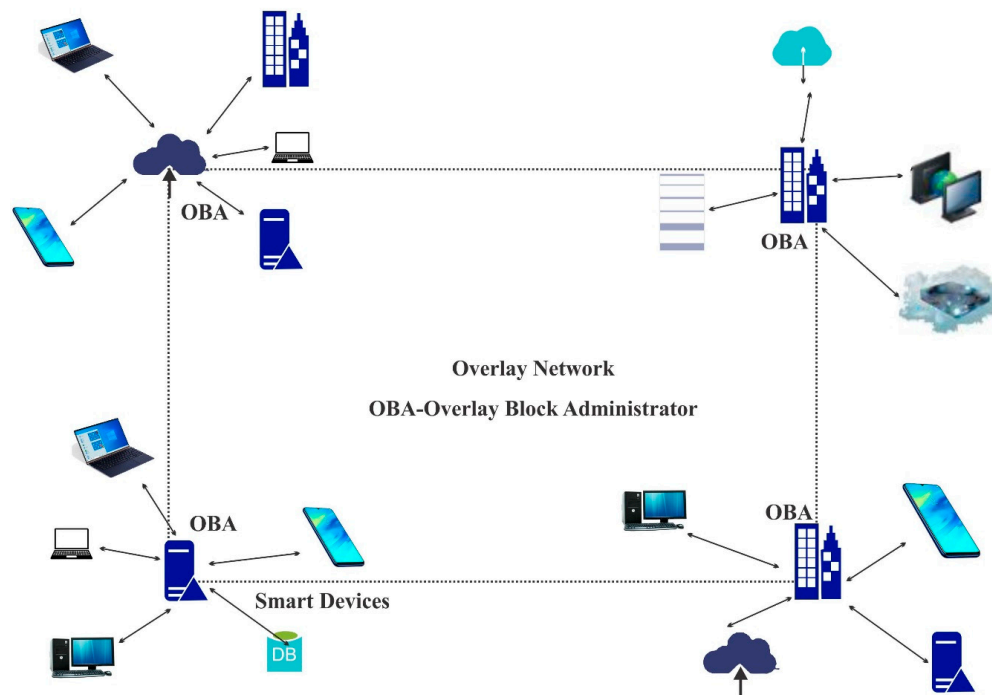 OBA
OBA
Overlay Network
OBA-Overlay Block Administrator
OBA
OBA
Smart Devices
DB